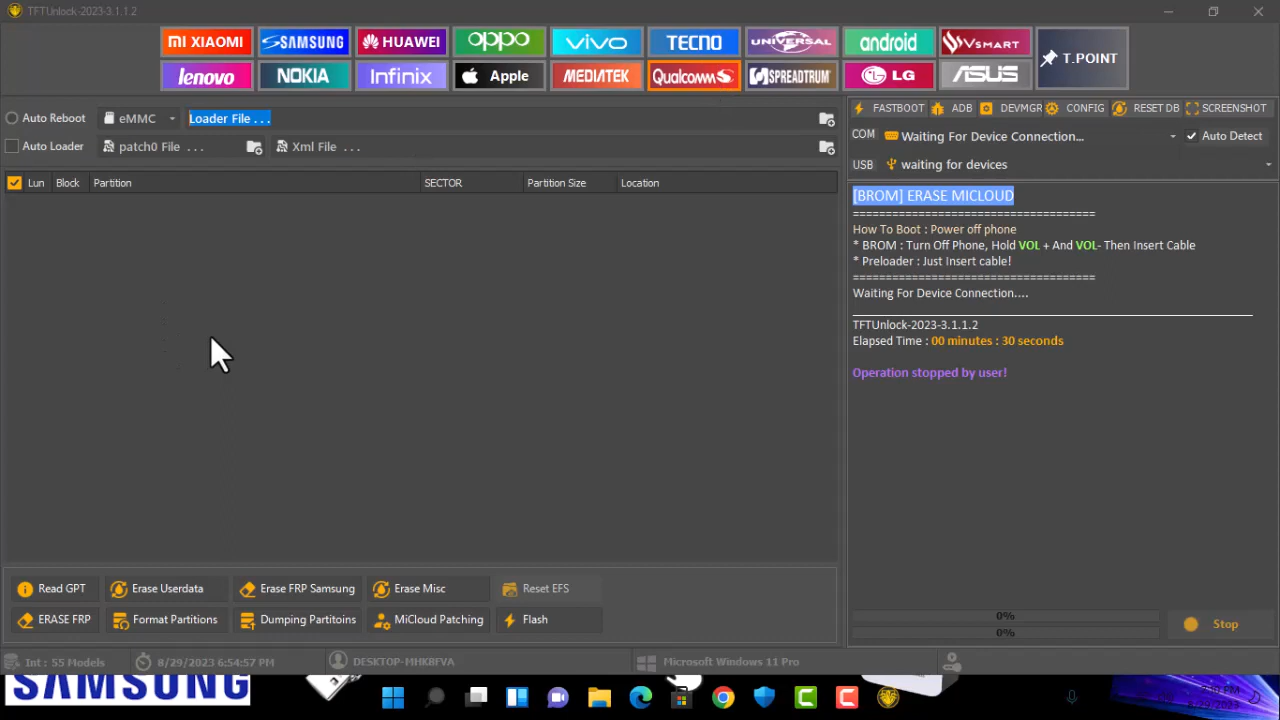 TFTUnlock-2023-3.1.1.2
MI XIAOMI SAMSUNG HUAWEI OPPO vivo TECNO UNIVERSAL android VSMART T.POINT
lenovo NOKIA Infinix Apple MEDIATEK Qualcomm SPREADTRUM LG ASUS
Auto Reboot eMMC Loader File . . .
Auto Loader patch0 File . . . Xml File . . .
Lun Block Partition SECTOR Partition Size Location
Read GPT Erase Userdata Erase FRP Samsung Erase Misc Reset EFS
ERASE FRP Format Partitions Dumping Partitoins MiCloud Patching Flash
FASTBOOT ADB DEVMGR CONFIG RESET DB SCREENSHOT
COM Waiting For Device Connection... Auto Detect
USB waiting for devices
[BROM] ERASE MICLOUD
=====================================
How To Boot : Power off phone
* BROM : Turn Off Phone, Hold VOL + And VOL- Then Insert Cable
* Preloader : Just Insert cable!
=====================================
Waiting For Device Connection....
TFTUnlock-2023-3.1.1.2
Elapsed Time : 00 minutes : 30 seconds
Operation stopped by user!
0%
0%
Stop
Int : 55 Models 8/29/2023 6:54:57 PM DESKTOP-MHK8FVA Microsoft Windows 11 Pro
SAMSUNG
8/29/2023